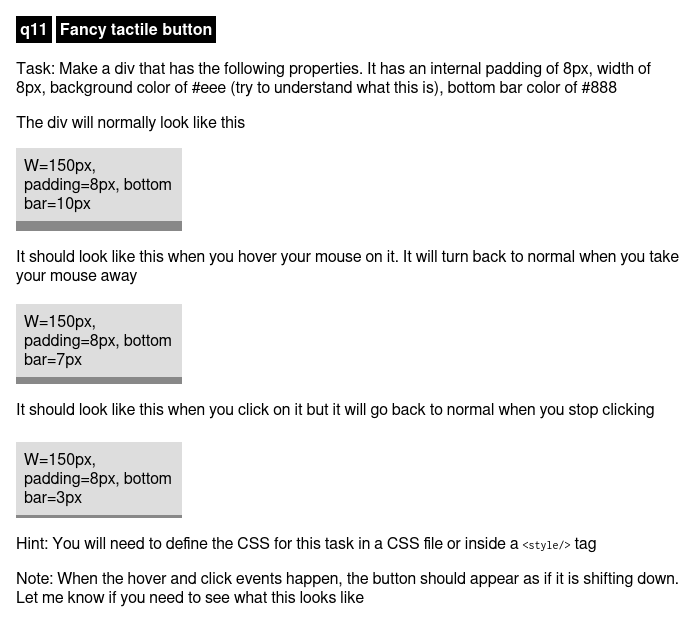 q11 Fancy tactile button
Task: Make a div that has the following properties. It has an internal padding of 8px, width of
8px, background color of #eee (try to understand what this is), bottom bar color of #888
The div will normally look like this
W=150px,
padding=8px, bottom
bar=10px
It should look like this when you hover your mouse on it. It will turn back to normal when you take
your mouse away
W=150px,
padding=8px, bottom
bar=7px
It should look like this when you click on it but it will go back to normal when you stop clicking
W=150px,
padding=8px, bottom
bar=3px
Hint: You will need to define the CSS for this task in a CSS file or inside a <style/> tag
Note: When the hover and click events happen, the button should appear as if it is shifting down.
Let me know if you need to see what this looks like